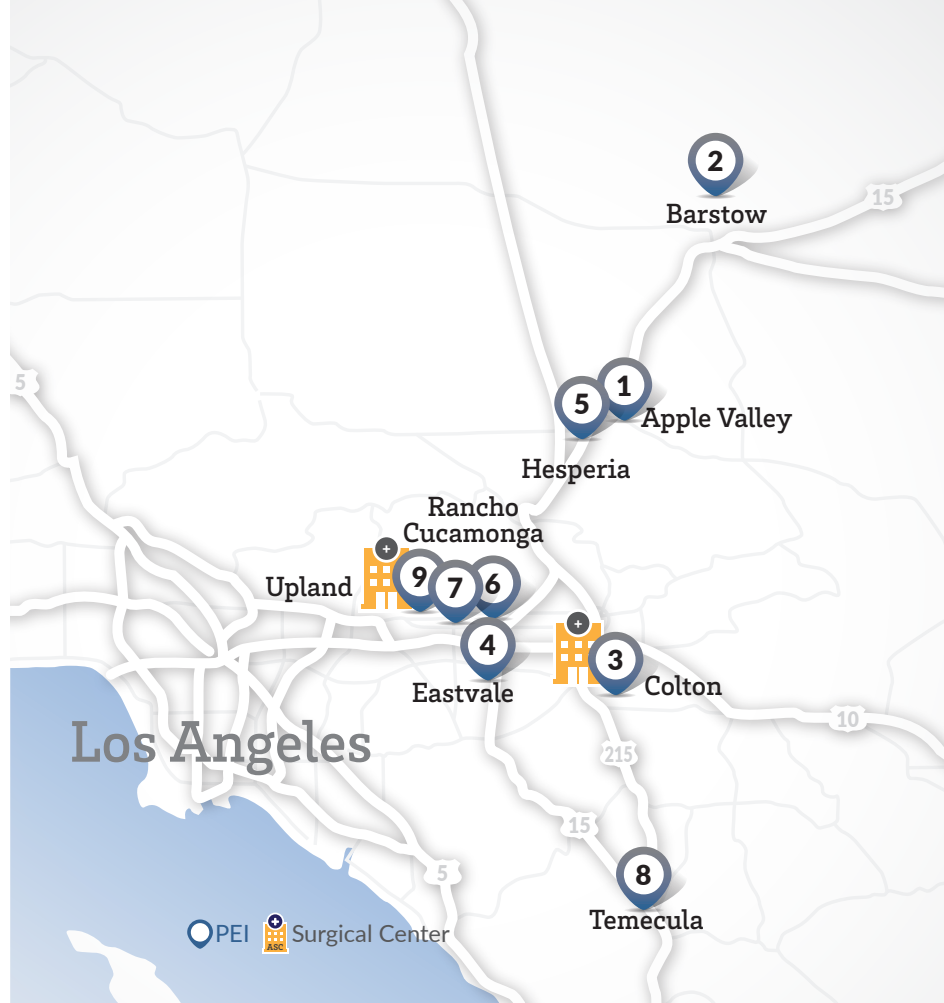 2
Barstow
15
5
1
5
Apple Valley
Hesperia
Rancho
Cucamonga
Upland
9
7
6
4
3
Eastvale
Colton
Los Angeles
10
215
15
5
8
Temecula
PEI
ASC
Surgical Center